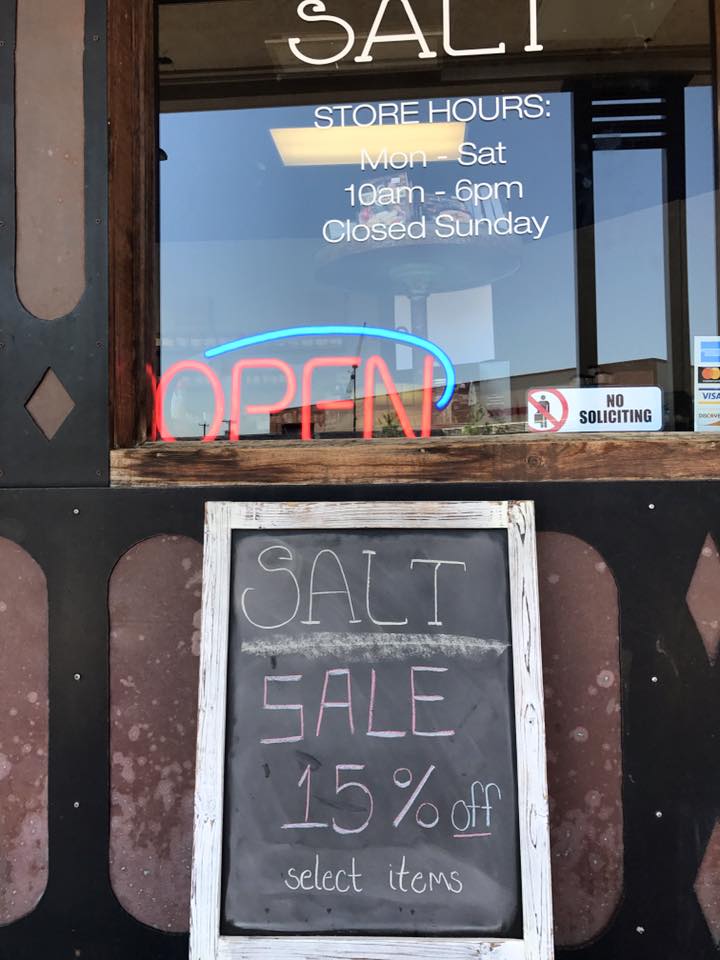 SALT
STORE HOURS:
Mon - Sat
10am - 6pm
Closed Sunday
OPEN
NO
SOLICITING
VISA
DISCOVER
SALT
SALE
15% off
select items